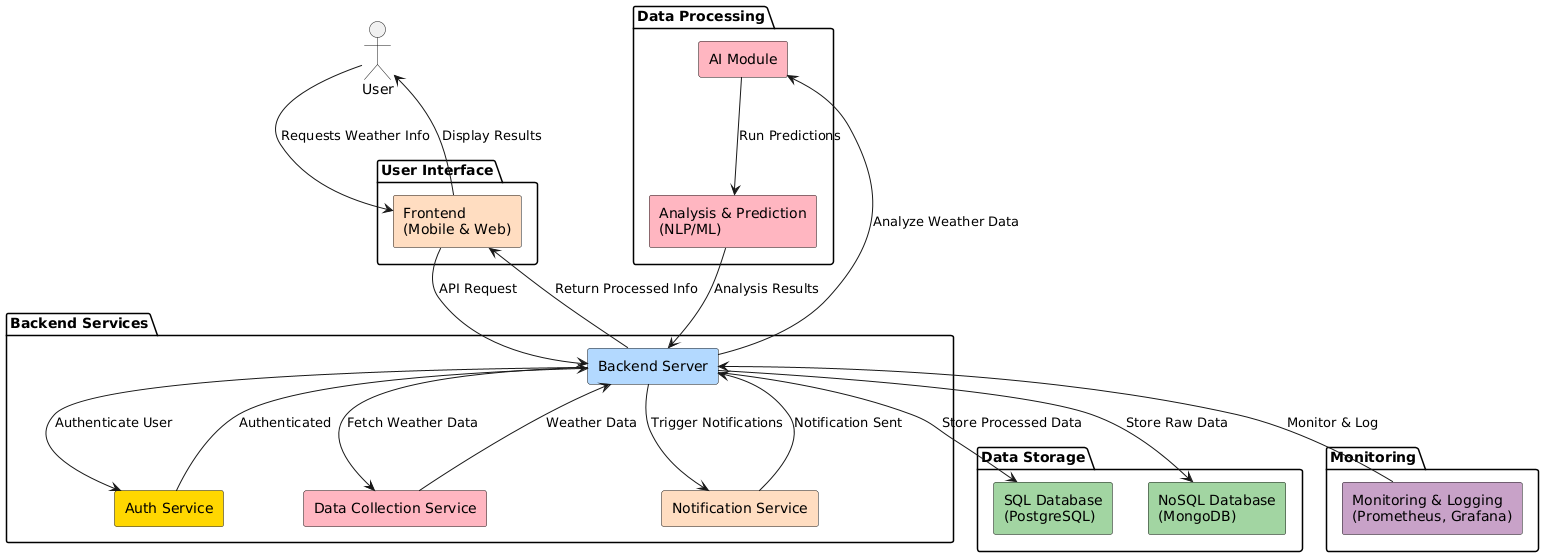 Data Processing
AI Module
User
Requests Weather Info
Display Results
Run Predictions
User Interface
Frontend
(Mobile & Web)
Analysis & Prediction
(NLP/ML)
Analyze Weather Data
API Request
Return Processed Info
Analysis Results
Backend Services
Backend Server
Authenticate User
Authenticated
Fetch Weather Data
Weather Data
Trigger Notifications
Notification Sent
Store Processed Data
Store Raw Data
Monitor & Log
Data Storage
Monitoring
Auth Service
Data Collection Service
Notification Service
SQL Database
(PostgreSQL)
NoSQL Database
(MongoDB)
Monitoring & Logging
(Prometheus, Grafana)